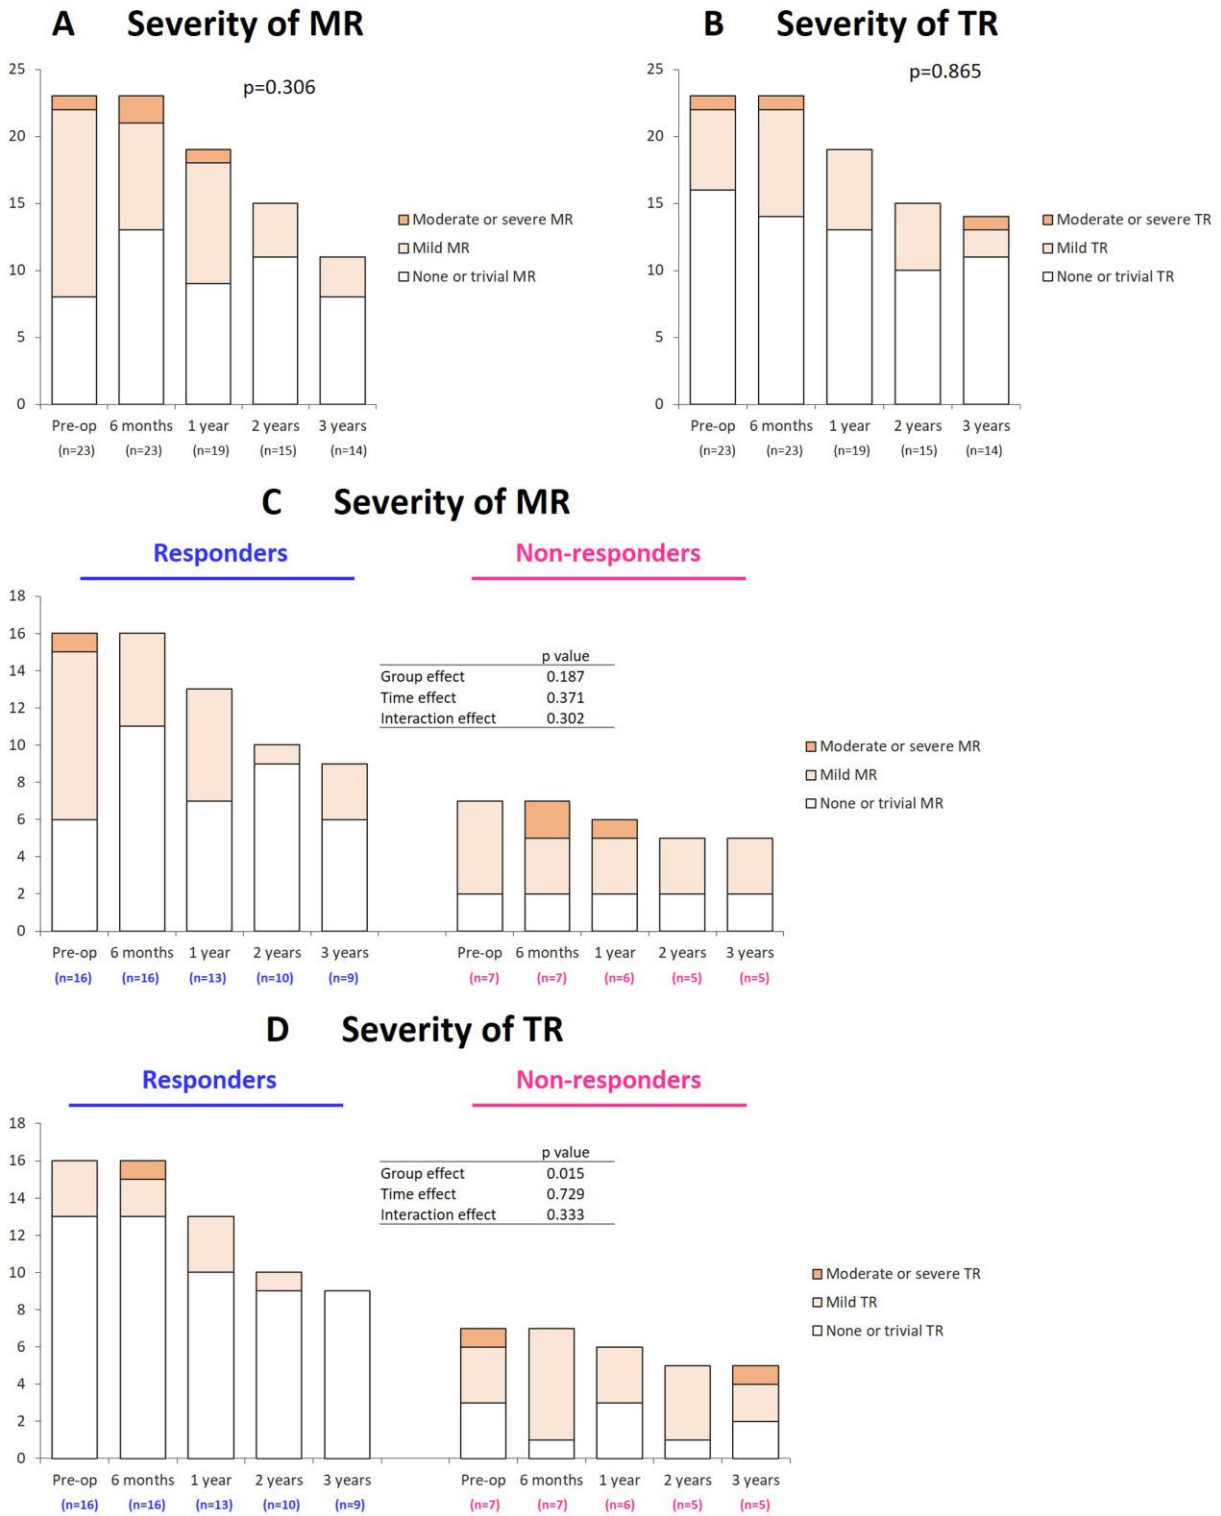 A Severity of MR
25
20
15
10
5
0
p=0.306
Moderate or severe MR
Mild MR
None or trivial MR
Pre-op 6 months 1 year 2 years 3 years
(n=23) (n=23) (n=19) (n=15) (n=14)
B Severity of TR
25
20
15
10
5
0
p=0.865
Moderate or severe TR
Mild TR
None or trivial TR
Pre-op 6 months 1 year 2 years 3 years
(n=23) (n=23) (n=19) (n=15) (n=14)
C Severity of MR
Responders Non-responders
18
16
14
12
10
8
6
4
2
0
p value
Group effect 0.187
Time effect 0.371
Interaction effect 0.302
Moderate or severe MR
Mild MR
None or trivial MR
Pre-op 6 months 1 year 2 years 3 years Pre-op 6 months 1 year 2 years 3 years
(n=16) (n=16) (n=13) (n=10) (n=9) (n=7) (n=7) (n=6) (n=5) (n=5)
D Severity of TR
Responders Non-responders
18
16
14
12
10
8
6
4
2
0
p value
Group effect 0.015
Time effect 0.729
Interaction effect 0.333
Moderate or severe TR
Mild TR
None or trivial TR
Pre-op 6 months 1 year 2 years 3 years Pre-op 6 months 1 year 2 years 3 years
(n=16) (n=16) (n=13) (n=10) (n=9) (n=7) (n=7) (n=6) (n=5) (n=5)